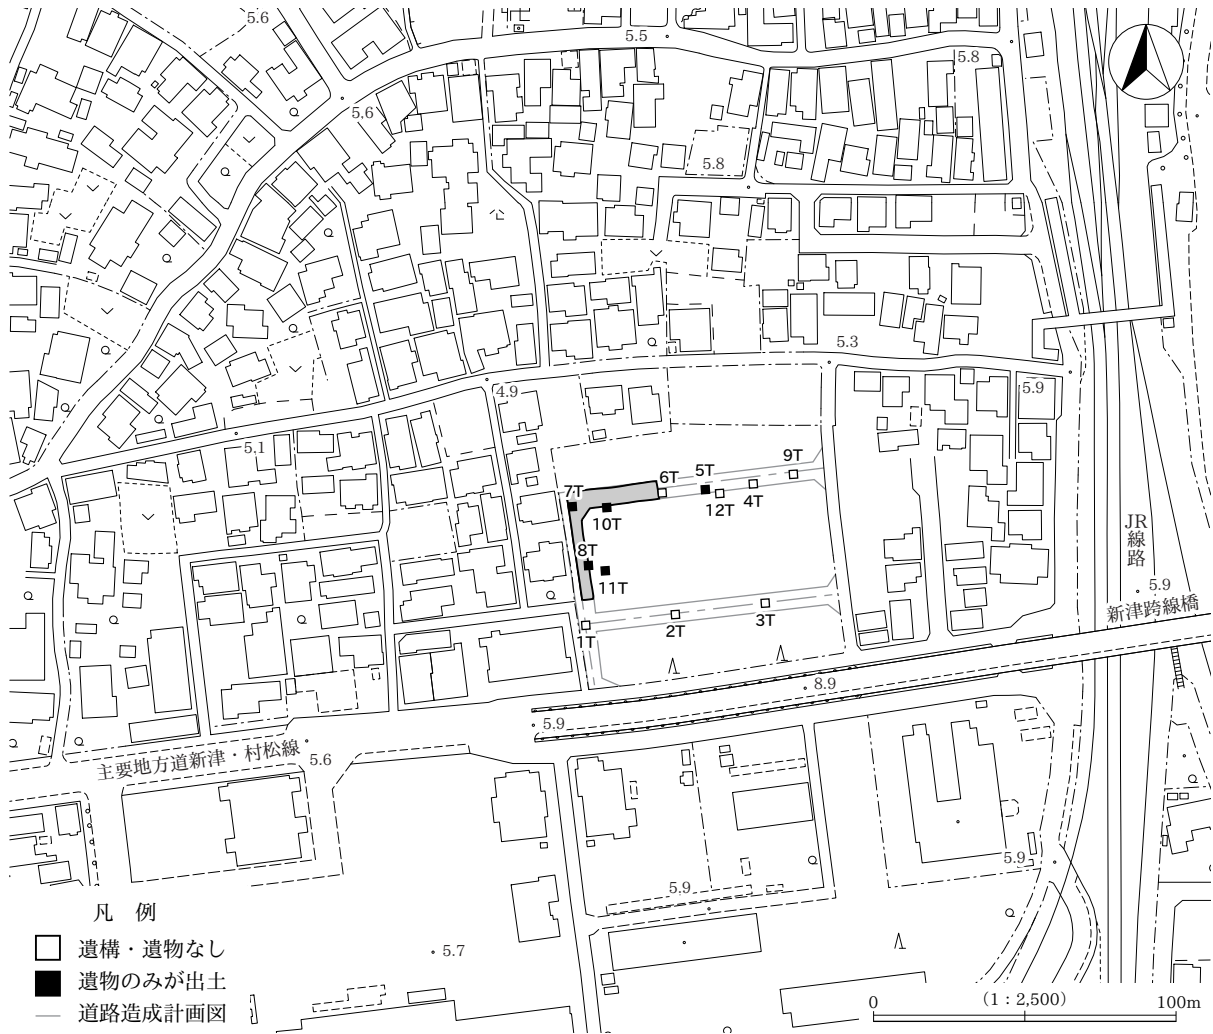 5.6
5.5
5.8
5.6
5.8
5.3
4.9
5.9
5.1
9T
5T
6T
7T
4T
12T
10T
JR線路
8T
11T
5.9
新津跨線橋
3T
2T
1T
8.9
5.9
主要地方道新津・村松線
5.6
5.9
5.9
凡 例
遺構・遺物なし
5.7
遺物のみが出土
道路造成計画図
0
(1:2,500)
100m